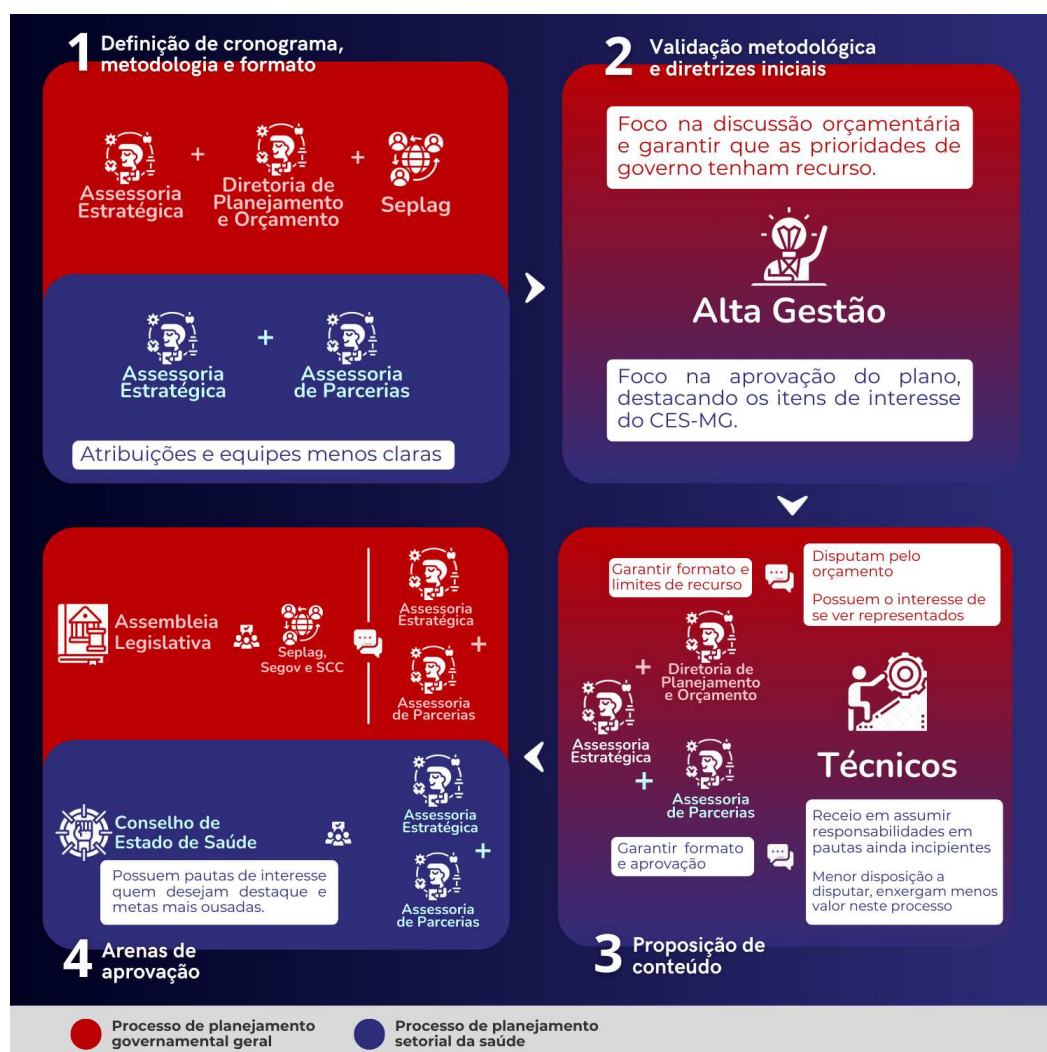 1 Definição de cronograma,
metodologia e formato
Assessoria
Estratégica
+
Diretoria de
Planejamento
e Orçamento
+
Seplag
Assessoria
Estratégica
+
Assessoria
de Parcerias
Atribuições e equipes menos claras
2 Validação metodológica
e diretrizes iniciais
Foco na discussão orçamentária
e garantir que as prioridades de
governo tenham recurso.
Alta Gestão
Foco na aprovação do plano,
destacando os itens de interesse
do CES-MG.
Garantir formato e
limites de recurso
Disputam pelo
orçamento
Possuem o interesse de
se ver representados
+
Diretoria de
Planejamento
e Orçamento
Assessoria
Estratégica
+
Assessoria
de Parcerias
Técnicos
Garantir formato
e aprovação
Receio em assumir
responsabilidades em
pautas ainda incipientes
Menor disposição a
disputar, enxergam menos
valor neste processo
3 Proposição de
conteúdo
Assembleia
Legislativa
Seplag,
Segov e SCC
Assessoria
Estratégica
+
Assessoria
de Parcerias
Conselho de
Estado de Saúde
Possuem pautas de interesse
quem desejam destaque e
metas mais ousadas.
Assessoria
Estratégica
+
Assessoria
de Parcerias
4 Arenas de
aprovação
Processo de planejamento
governamental geral
Processo de planejamento
setorial da saúde